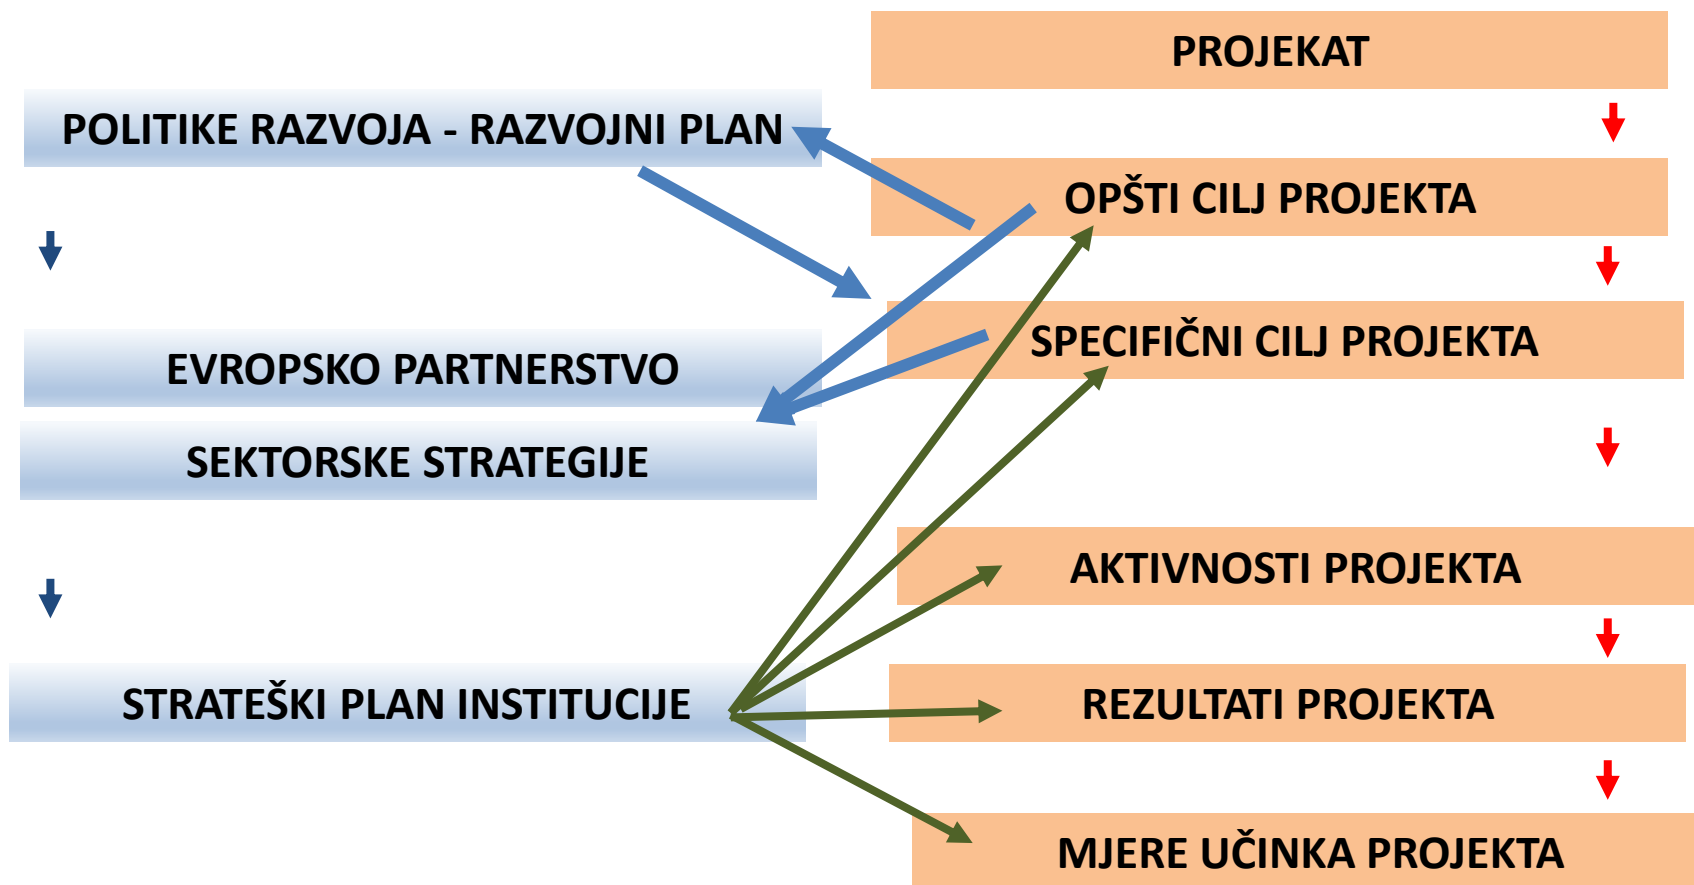 PROJEKAT
POLITIKE RAZVOJA - RAZVOJNI PLAN
OPŠTI CILJ PROJEKTA
SPECIFIČNI CILJ PROJEKTA
EVROPSKO PARTNERSTVO
SEKTORSKE STRATEGIJE
AKTIVNOSTI PROJEKTA
STRATEŠKI PLAN INSTITUCIJE
REZULTATI PROJEKTA
MJERE UČINKA PROJEKTA